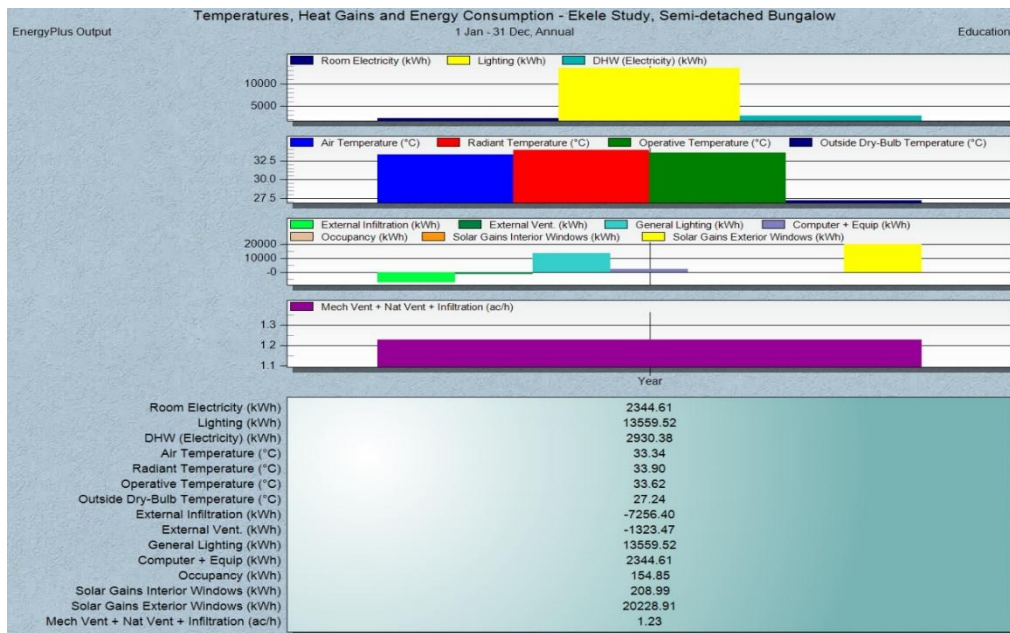 Temperatures, Heat Gains and Energy Consumption - Ekele Study, Semi-detached Bungalow
EnergyPlus Output 1 Jan - 31 Dec, Annual Education
Room Electricity (kWh) Lighting (kWh) DHW (Electricity) (kWh)
10000
5000
Air Temperature (°C) Radiant Temperature (°C) Operative Temperature (°C) Outside Dry-Bulb Temperature (°C)
32.5
30.0
27.5
External Infiltration (kWh) External Vent. (kWh) General Lighting (kWh) Computer + Equip (kWh)
Occupancy (kWh) Solar Gains Interior Windows (kWh) Solar Gains Exterior Windows (kWh)
20000
10000
-0
Mech Vent + Nat Vent + Infiltration (ac/h)
1.3
1.2
1.1
Year
Room Electricity (kWh) 2344.61
Lighting (kWh) 13559.52
DHW (Electricity) (kWh) 2930.38
Air Temperature (°C) 33.34
Radiant Temperature (°C) 33.90
Operative Temperature (°C) 33.62
Outside Dry-Bulb Temperature (°C) 27.24
External Infiltration (kWh) -7256.40
External Vent. (kWh) -1323.47
General Lighting (kWh) 13559.52
Computer + Equip (kWh) 2344.61
Occupancy (kWh) 154.85
Solar Gains Interior Windows (kWh) 208.99
Solar Gains Exterior Windows (kWh) 20228.91
Mech Vent + Nat Vent + Infiltration (ac/h) 1.23